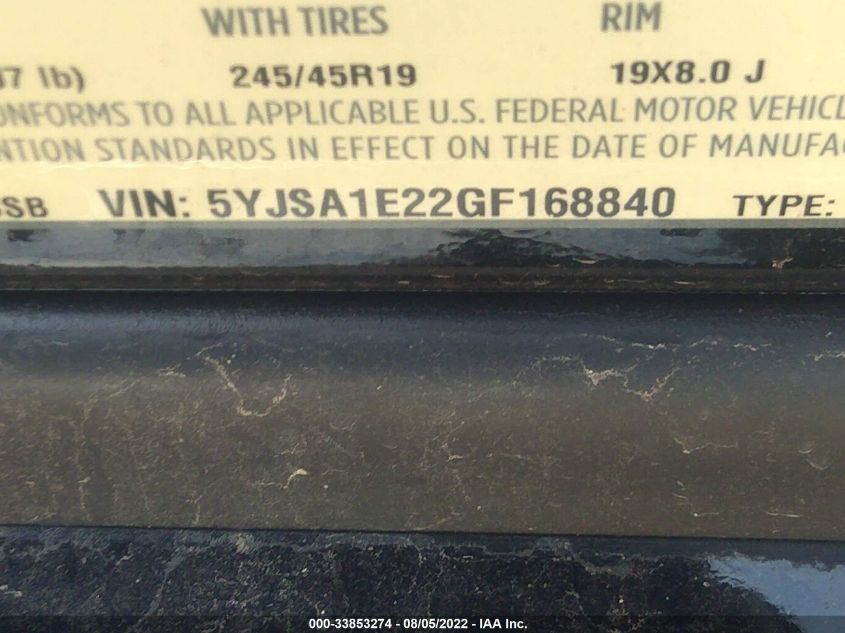 WITH TIRES RIM
lb) 245/45R19 19X8.0 J
TO ALL APPLICABLE U.S. FEDERAL MOTOR
STANDARDS IN EFFECT ON THE DATE OF
VIN: 5YJSA1E22GF168840 TYPE:
000-33853274 - 08/05/2022 - IAA Inc.